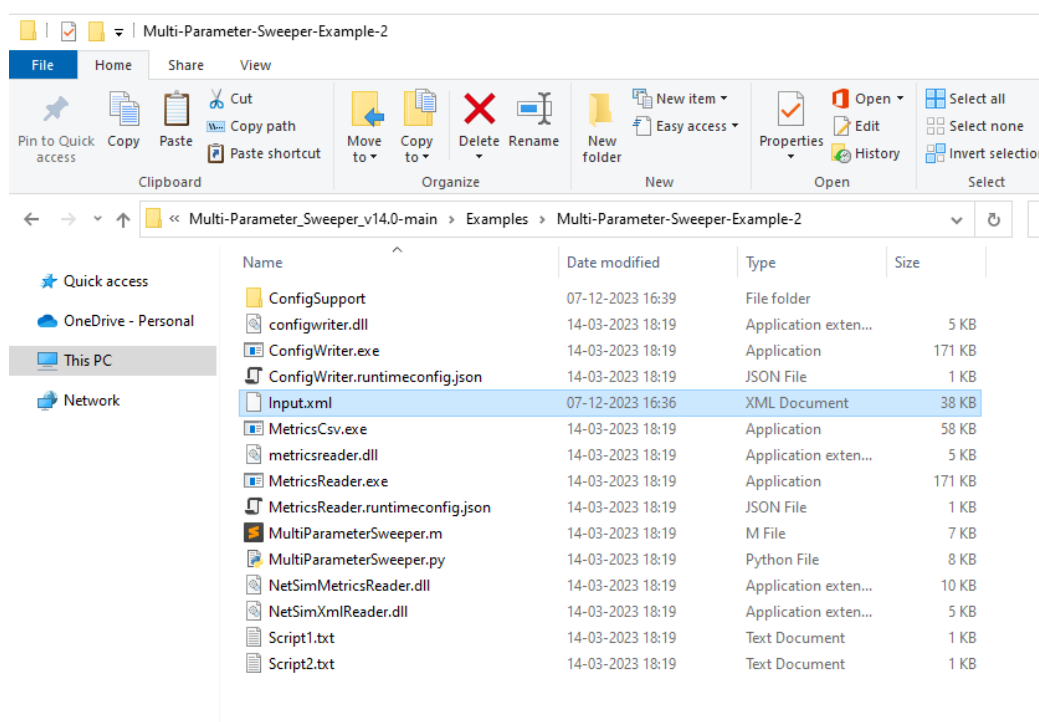 Multi-Parameter-Sweeper-Example-2
File Home Share View
Pin to Quick access
Copy
Paste
Cut
Copy path
Paste shortcut
Clipboard
Move to
Copy to
Delete
Rename
Organize
New folder
New item
Easy access
New
Properties
Open
Edit
History
Open
Select all
Select none
Invert selectio
Select
« Multi-Parameter_Sweeper_v14.0-main > Examples > Multi-Parameter-Sweeper-Example-2
Quick access
OneDrive - Personal
This PC
Network
Name Date modified Type Size
ConfigSupport 07-12-2023 16:39 File folder
configwriter.dll 14-03-2023 18:19 Application exten... 5 KB
ConfigWriter.exe 14-03-2023 18:19 Application 171 KB
ConfigWriter.runtimeconfig.json 14-03-2023 18:19 JSON File 1 KB
Input.xml 07-12-2023 16:36 XML Document 38 KB
MetricsCsv.exe 14-03-2023 18:19 Application 58 KB
metricsreader.dll 14-03-2023 18:19 Application exten... 5 KB
MetricsReader.exe 14-03-2023 18:19 Application 171 KB
MetricsReader.runtimeconfig.json 14-03-2023 18:19 JSON File 1 KB
MultiParameterSweeper.m 14-03-2023 18:19 M File 7 KB
MultiParameterSweeper.py 14-03-2023 18:19 Python File 8 KB
NetSimMetricsReader.dll 14-03-2023 18:19 Application exten... 10 KB
NetSimXmlReader.dll 14-03-2023 18:19 Application exten... 5 KB
Script1.txt 14-03-2023 18:19 Text Document 1 KB
Script2.txt 14-03-2023 18:19 Text Document 1 KB